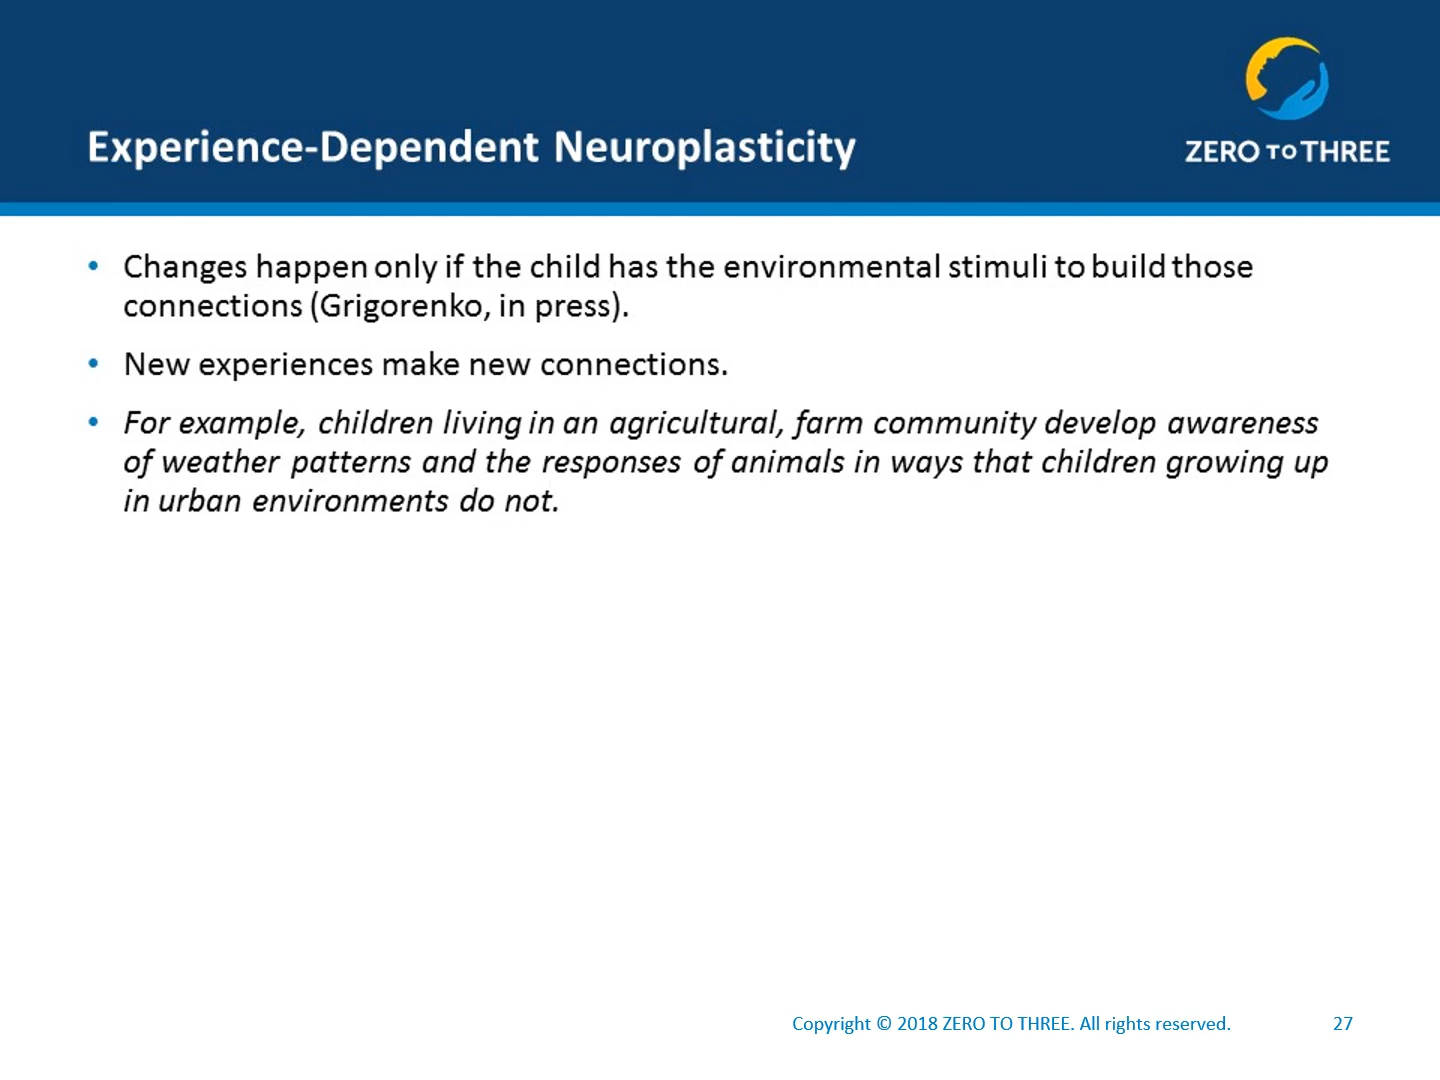 Experience-Dependent Neuroplasticity
ZERO TO THREE
• Changes happen only if the child has the environmental stimuli to build those
connections (Grigorenko, in press).
• New experiences make new connections.
• For example, children living in an agricultural, farm community develop awareness
of weather patterns and the responses of animals in ways that children growing up
in urban environments do not.
Copyright © 2018 ZERO TO THREE. All rights reserved. 27